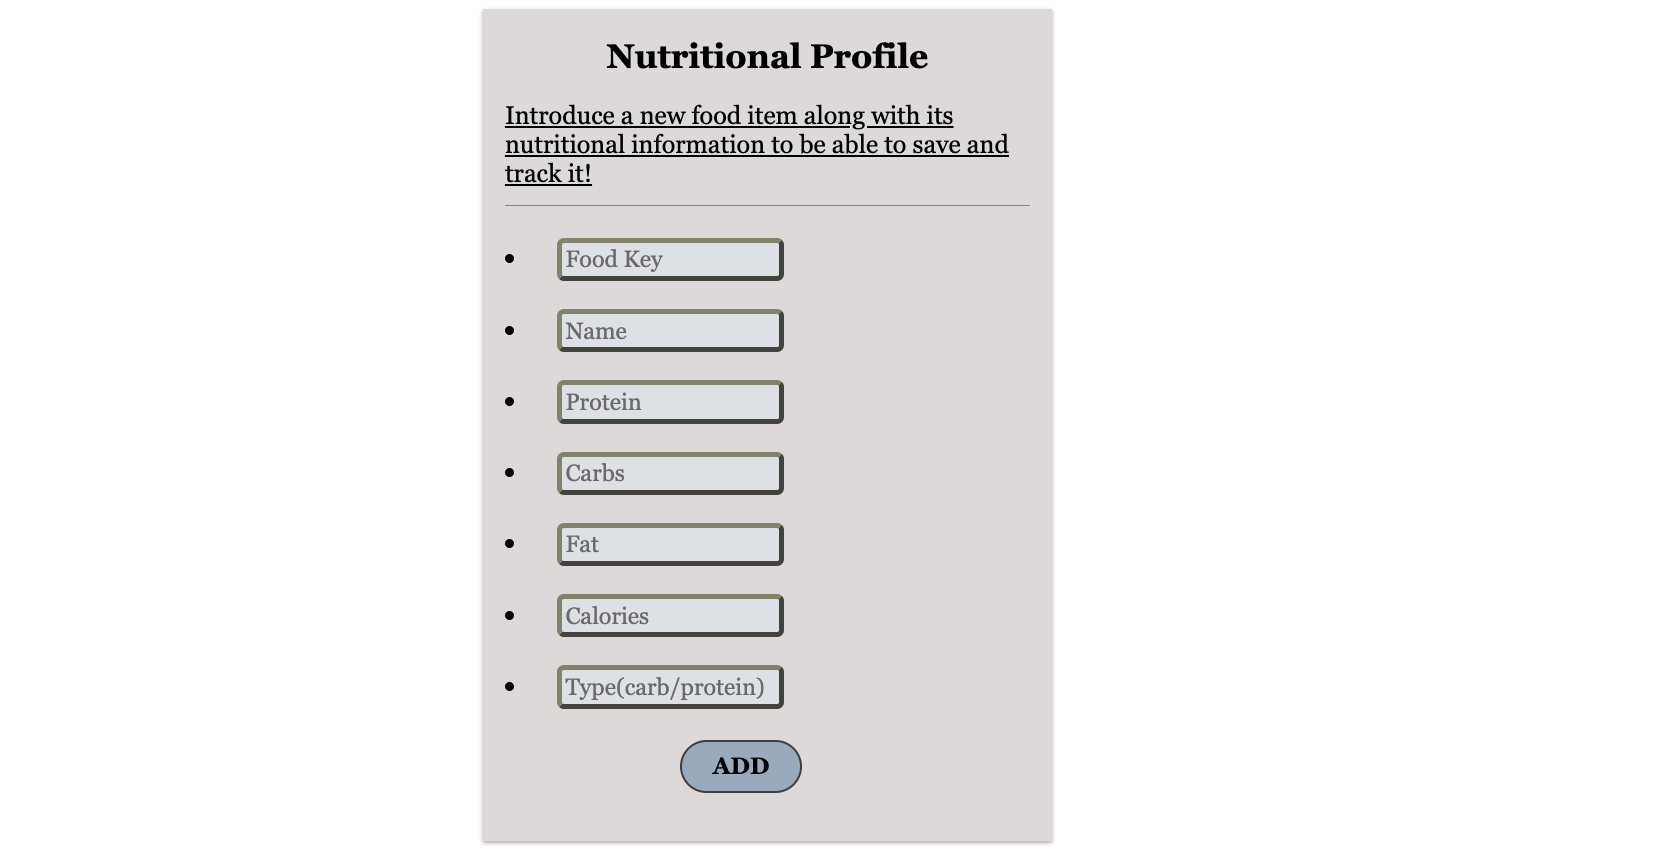 Nutritional Profile
Introduce a new food item along with its
nutritional information to be able to save and
track it!
Food Key
Name
Protein
Carbs
Fat
Calories
Type(carb/protein)
ADD